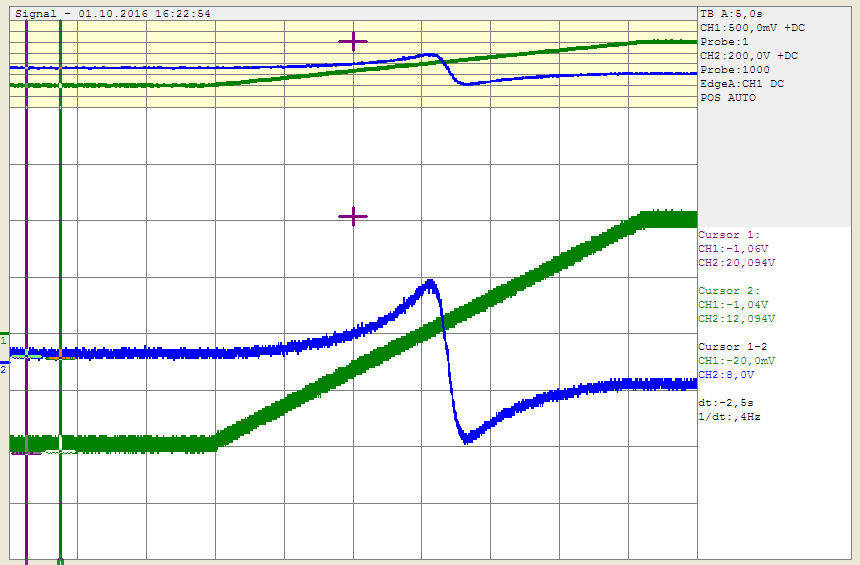 Signal - 01.10.2016 16:22:54
TB A:5,0s
CH1:500,0mV +DC
Probe:1
CH2:200,0V +DC
Probe:1000
EdgeA:CH1 DC
POS AUTO
Cursor 1:
CH1:-1,06V
CH2:20,094V
Cursor 2:
CH1:-1,04V
CH2:12,094V
Cursor 1-2
CH1:-20,0mV
CH2:8,0V
dt:-2,5s
1/dt:,4Hz
1
2